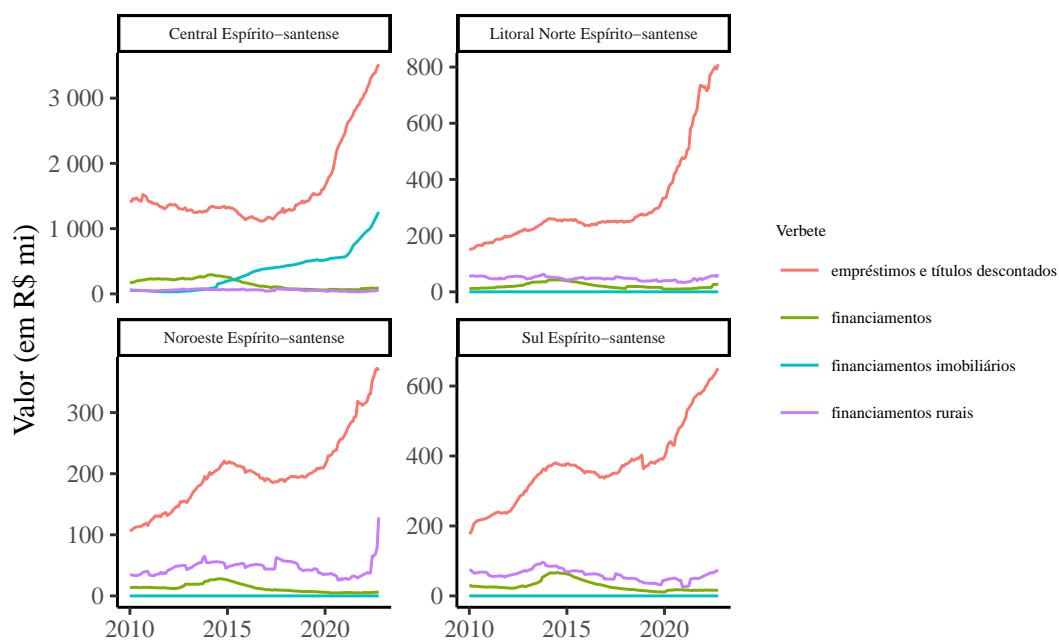 Central Espírito−santense
Litoral Norte Espírito−santense
3 000
2 000
1 000
0
800
600
400
200
0
Noroeste Espírito−santense
Sul Espírito−santense
300
200
100
0
600
400
200
0
2010 2015 2020
2010 2015 2020
Valor (em R$ mi)
Verbete
empréstimos e títulos descontados
financiamentos
financiamentos imobiliários
financiamentos rurais